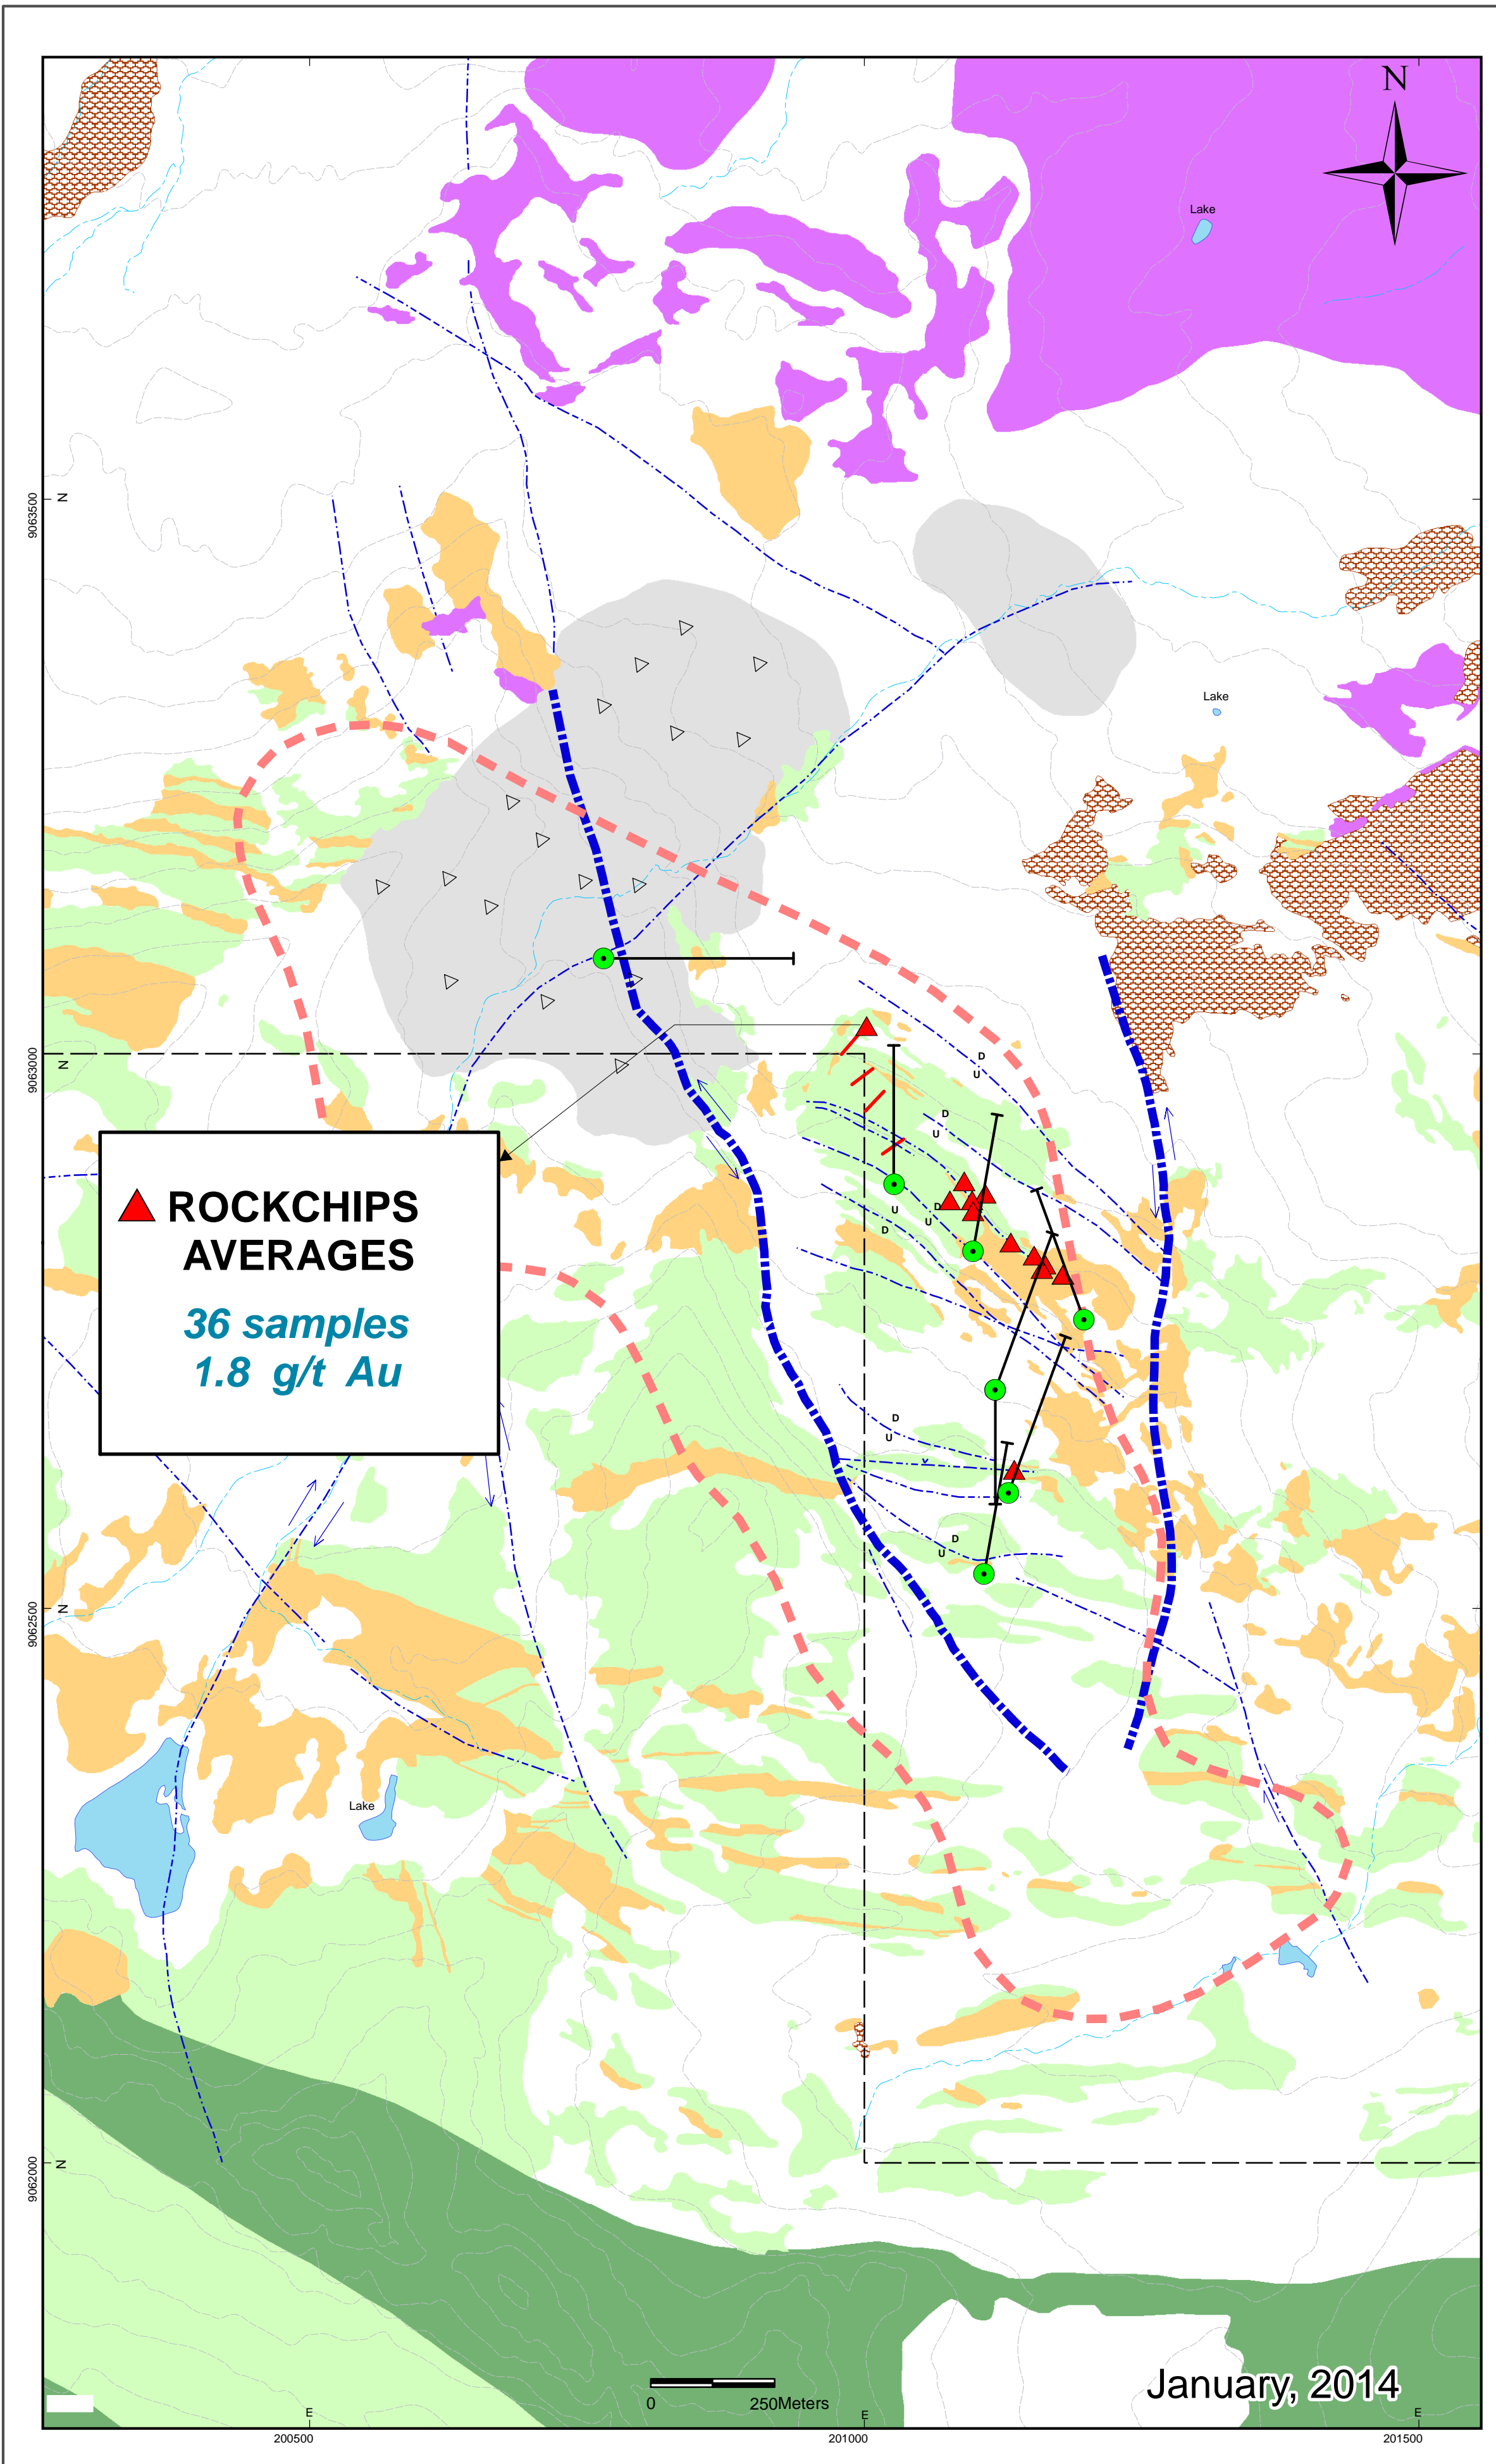 N
Lake
9063500
N
Lake
9063000
N
D
U
D
U
D
U
U
D
ROCKCHIPS
AVERAGES
36 samples
1.8 g/t Au
D
U
D
U
9062500
N
Lake
9062000
N
January, 2014
0 250Meters
E
E
E
200500
201000
201500